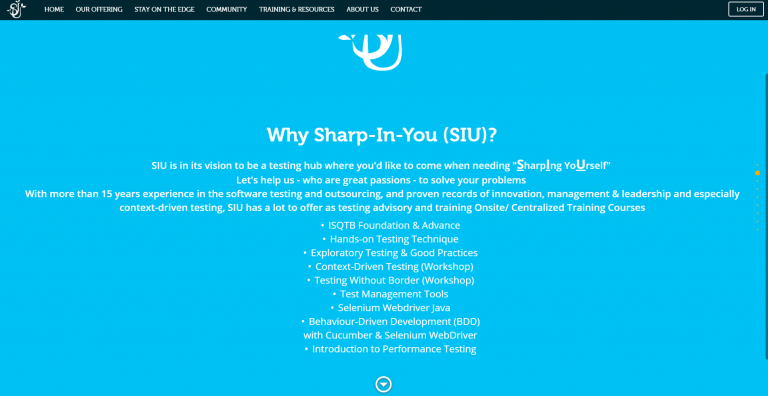 HOME OUR OFFERING STAY ON THE EDGE COMMUNITY TRAINING & RESOURCES ABOUT US CONTACT LOG IN
Why Sharp-In-You (SIU)?
SIU is in its vision to be a testing hub where you'd like to come when needing "SharpIng YoUrself"
Let's help us - who are great passions - to solve your problems
With more than 15 years experience in the software testing and outsourcing, and proven records of innovation, management & leadership and especially
context-driven testing, SIU has a lot to offer as testing advisory and training Onsite/ Centralized Training Courses
• ISQTB Foundation & Advance
• Hands-on Testing Technique
• Exploratory Testing & Good Practices
• Context-Driven Testing (Workshop)
• Testing Without Border (Workshop)
• Test Management Tools
• Selenium Webdriver Java
• Behaviour-Driven Development (BDD)
with Cucumber & Selenium WebDriver
• Introduction to Performance Testing